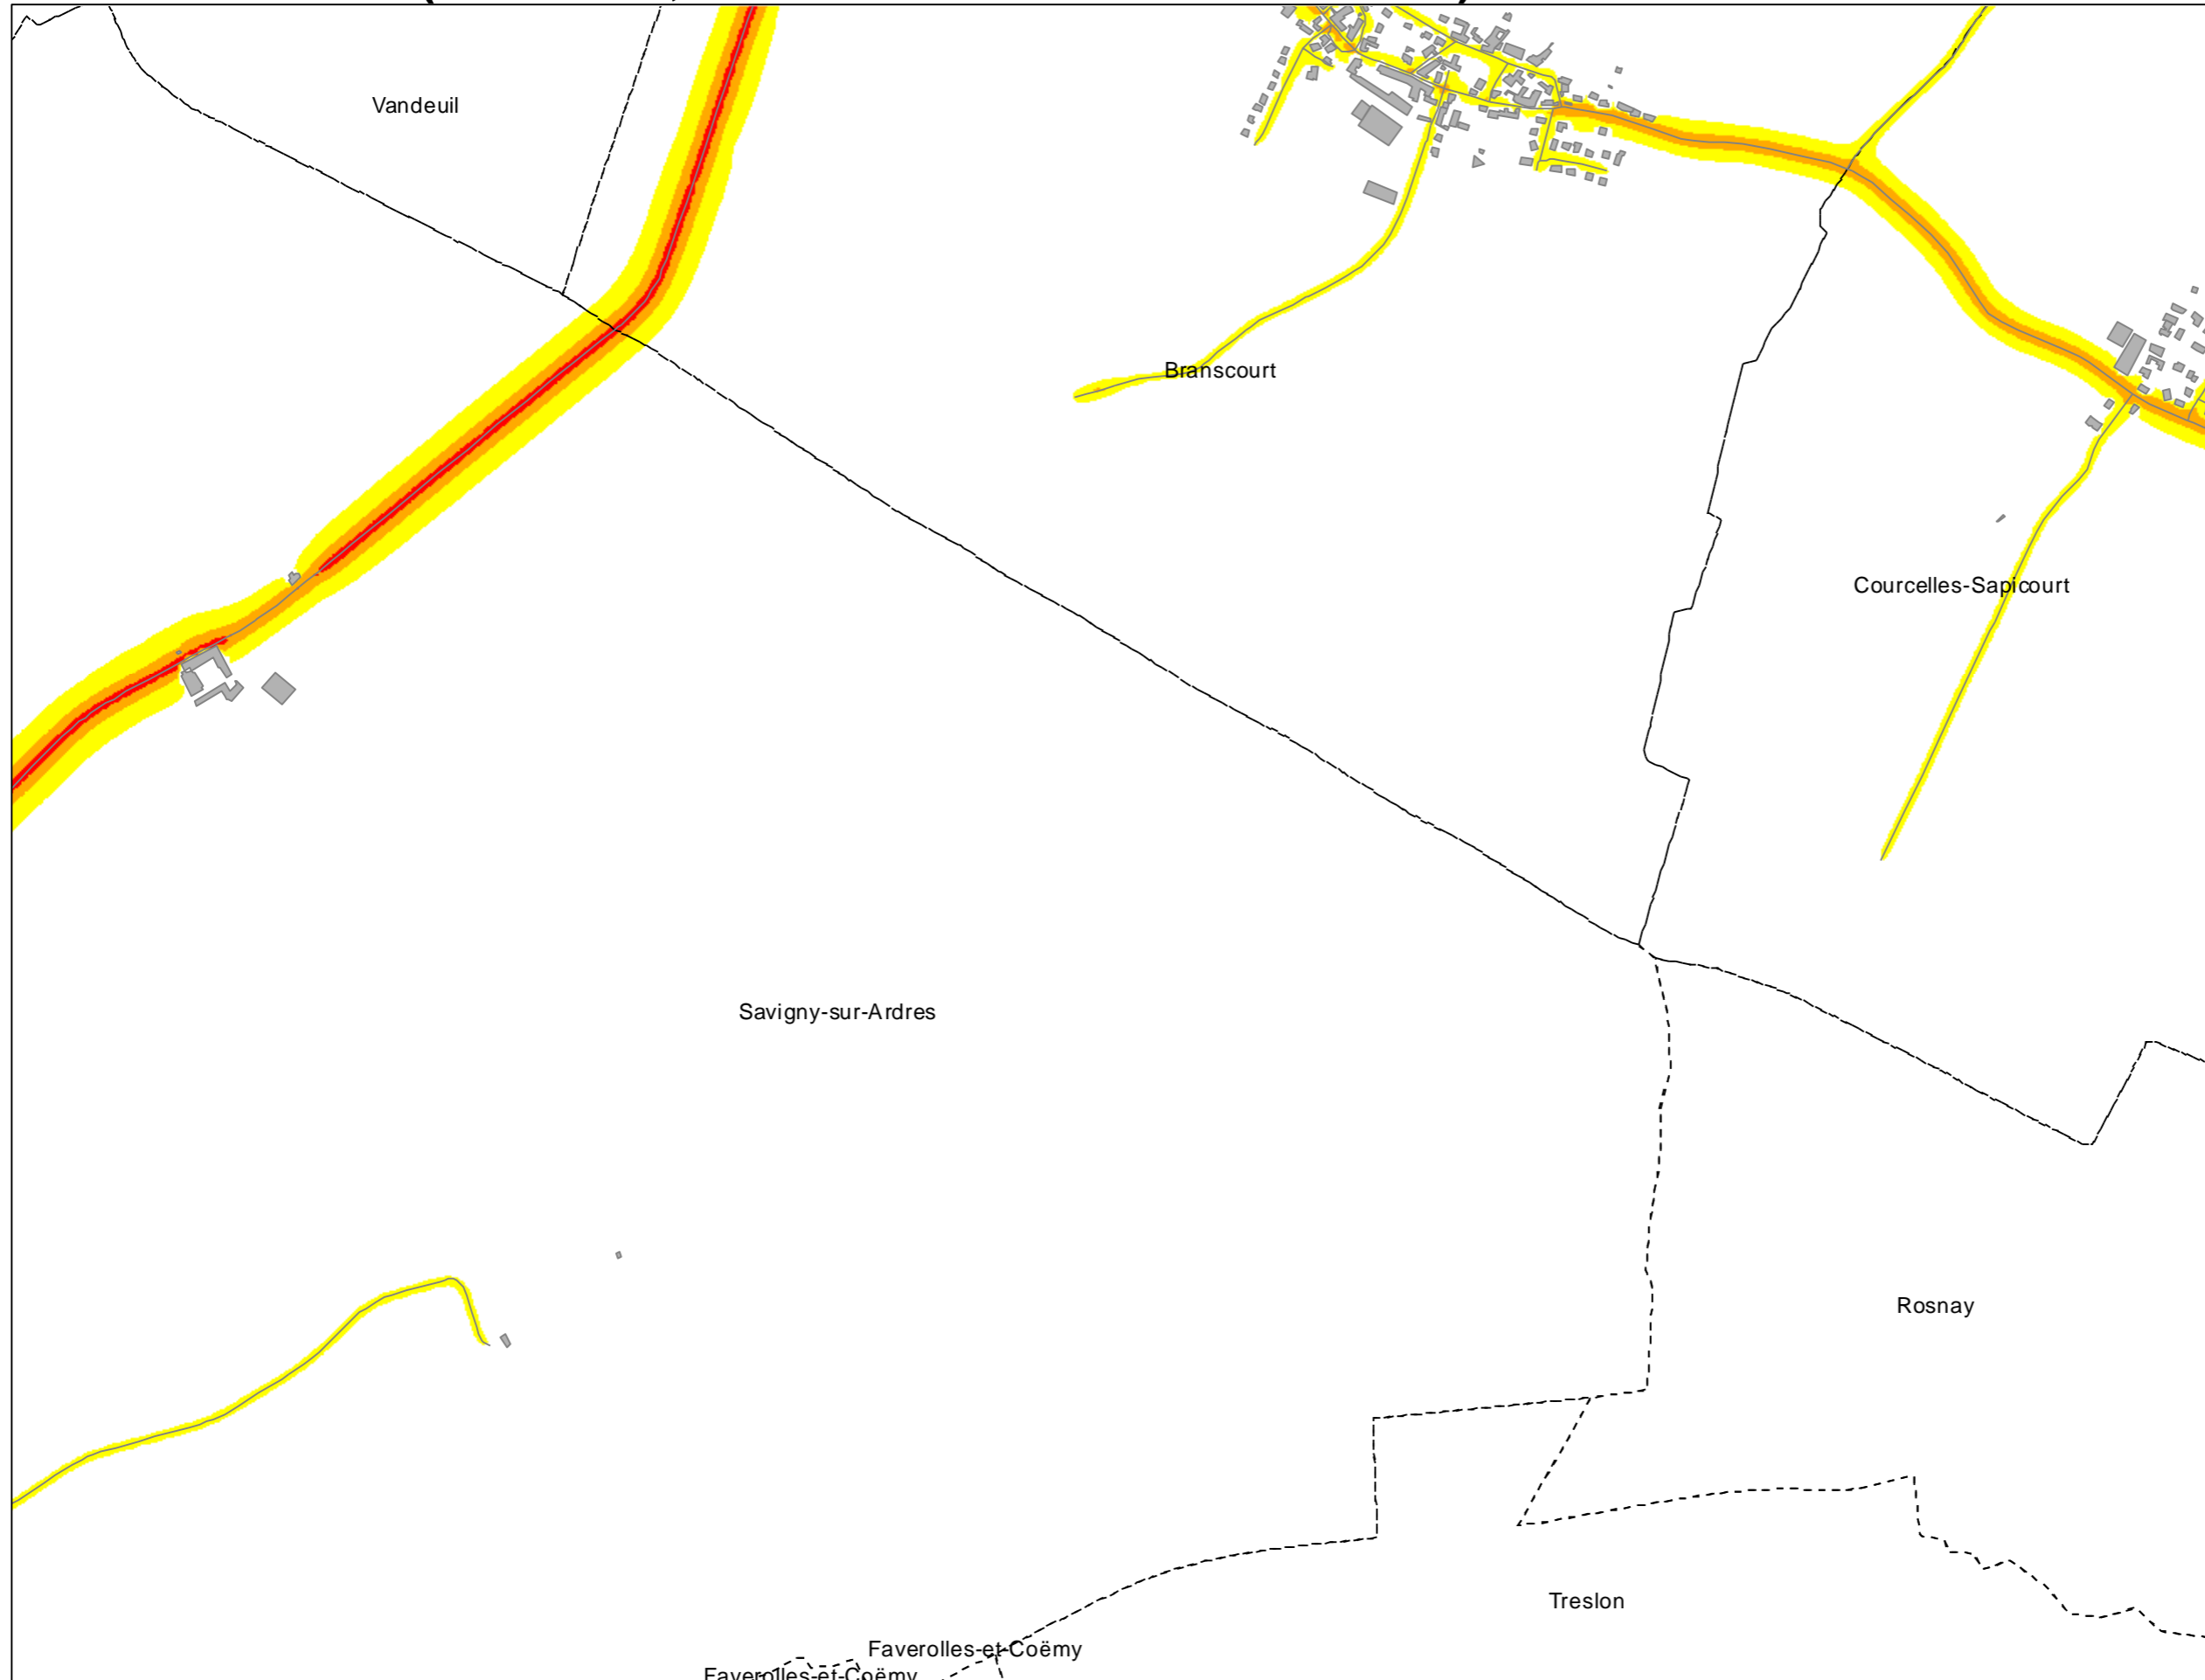 Vandeuil
Branscourt
Courcelles-Sapicourt
Savigny-sur-Ardres
Rosnay
Treslon
Faverolles-et-Coëmy
Faverolles-et-Coëmy